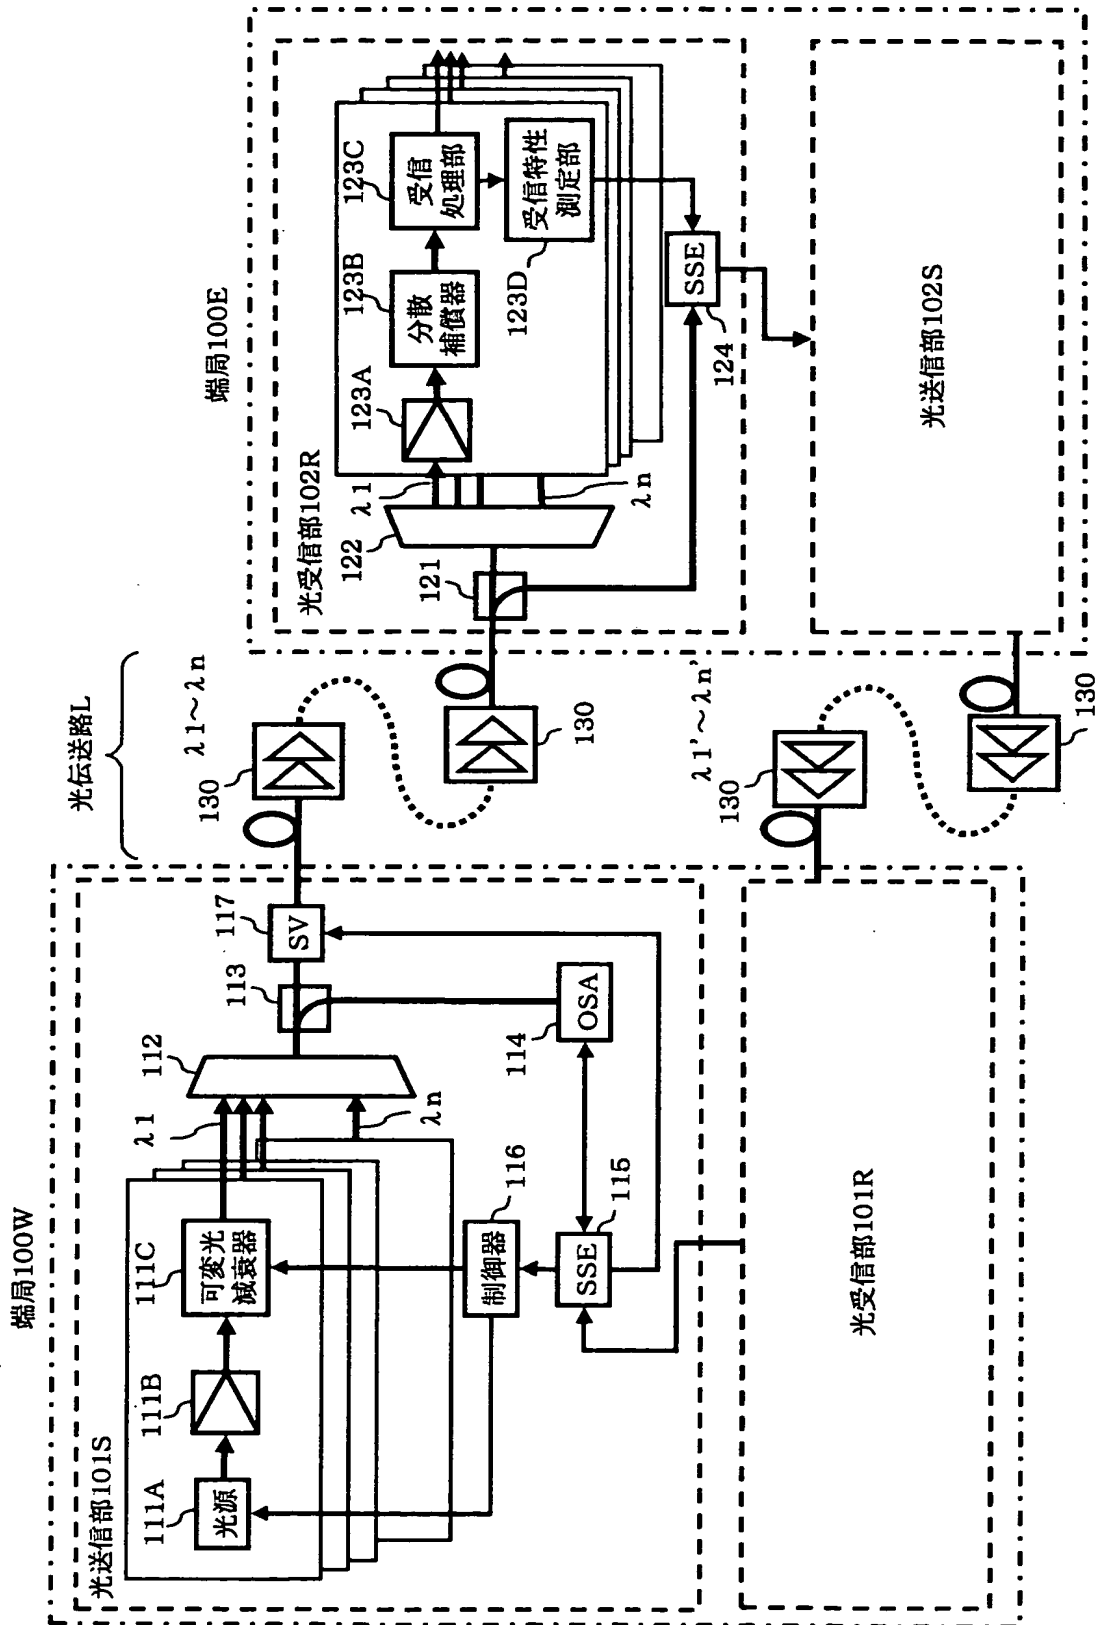 端局100W
光送信部101S
111A
光源
111B
111C
可変光
減衰器
λ1
λn
112
113
117
SV
114
OSA
制御器
116
SSE
115
光受信部101R
光伝送路L
λ1～λn
130
130
λ1'～λn'
130
130
端局100E
光受信部102R
121
122
λ1
λn
123A
123B
分散
補償器
123C
受信
処理部
受信特性
測定部
123D
SSE
124
光送信部102S